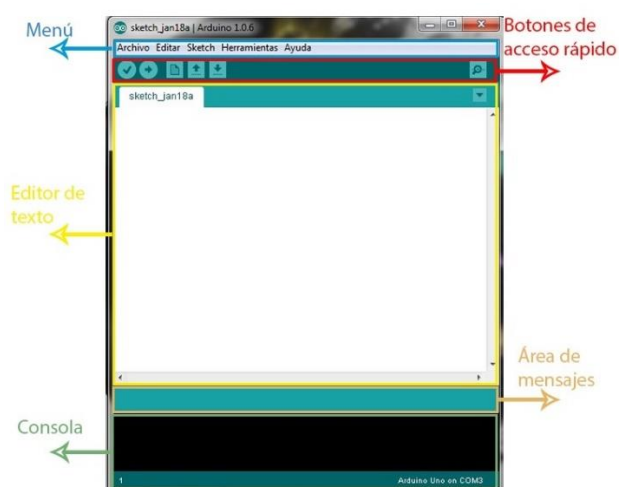 Menú
sketch_jan18a | Arduino 1.0.6
Botones de
acceso rápido
Archivo Editar Sketch Herramientas Ayuda
sketch_jan18a
Editor de
texto
Área de
mensajes
Consola
1
Arduino Uno on COM3